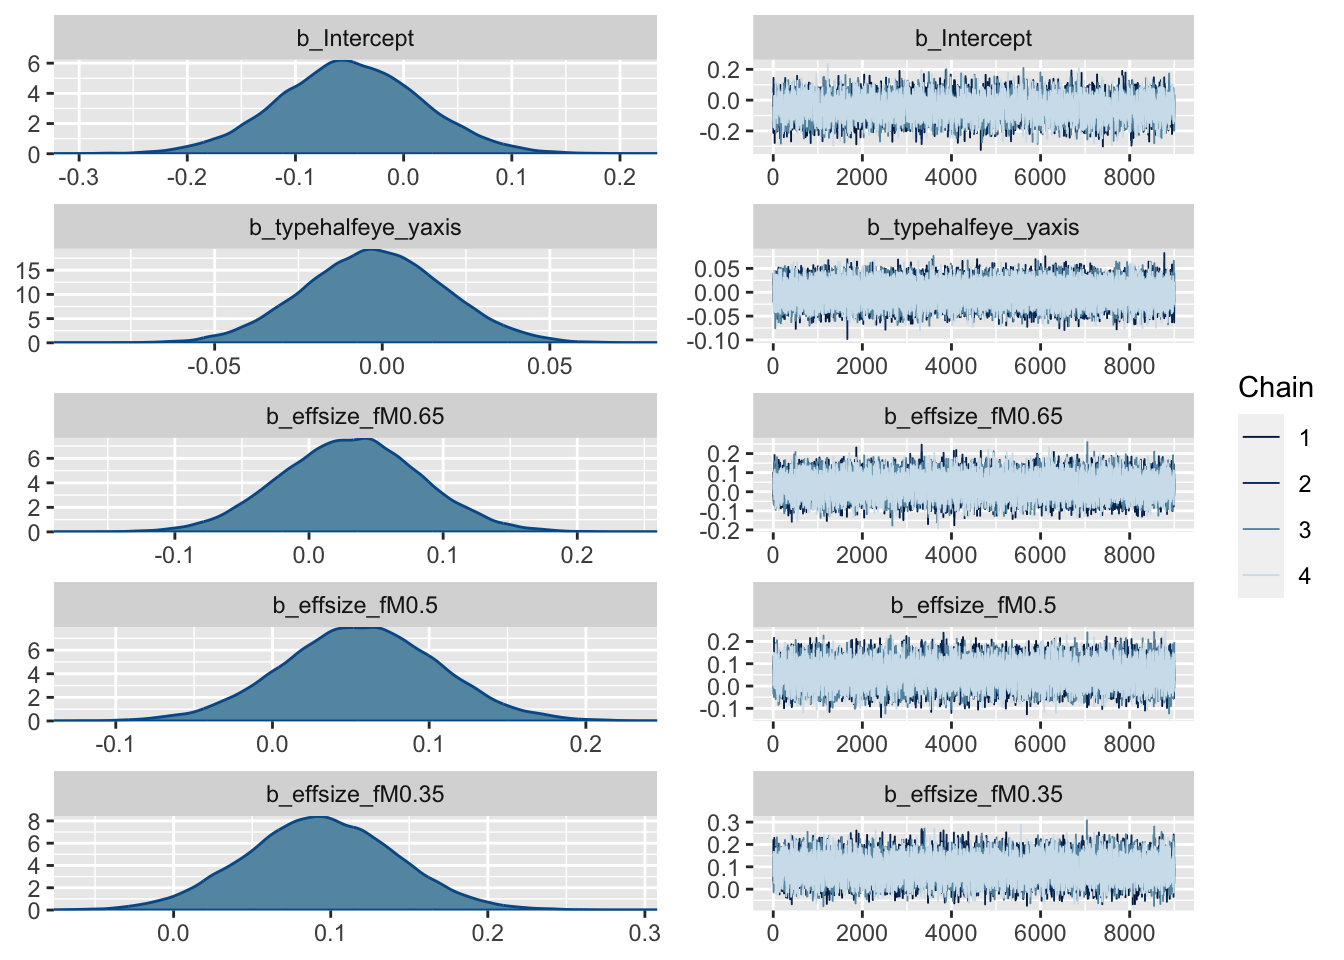 b_Intercept
6
4
2
0
-0.3 -0.2 -0.1 0.0 0.1 0.2
b_Intercept
0.2
0.0
-0.2
0 2000 4000 6000 8000
b_typehalfeye_yaxis
15
10
5
0
-0.05 0.00 0.05
b_typehalfeye_yaxis
0.05
0.00
-0.05
-0.10
0 2000 4000 6000 8000
b_effsize_fM0.65
6
4
2
0
-0.1 0.0 0.1 0.2
b_effsize_fM0.65
0.2
0.1
0.0
-0.1
-0.2
0 2000 4000 6000 8000
b_effsize_fM0.5
6
4
2
0
-0.1 0.0 0.1 0.2
b_effsize_fM0.5
0.2
0.1
0.0
-0.1
0 2000 4000 6000 8000
b_effsize_fM0.35
8
6
4
2
0
0.0 0.1 0.2 0.3
b_effsize_fM0.35
0.3
0.2
0.1
0.0
0 2000 4000 6000 8000
Chain
1
2
3
4